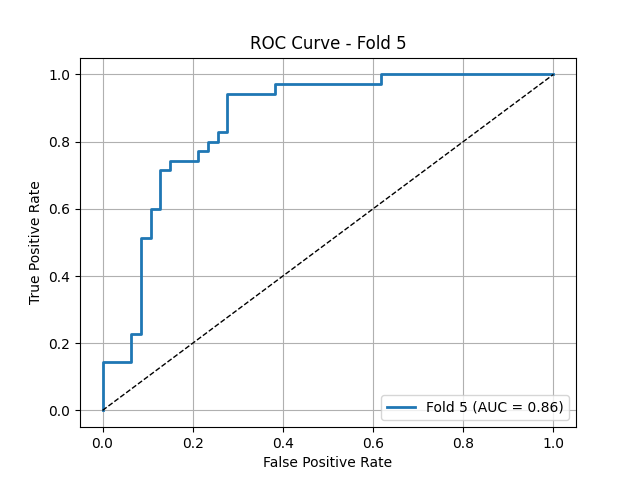 ROC Curve - Fold 5
1.0
0.8
0.6
0.4
0.2
0.0
True Positive Rate
Fold 5 (AUC = 0.86)
0.0 0.2 0.4 0.6 0.8 1.0
False Positive Rate